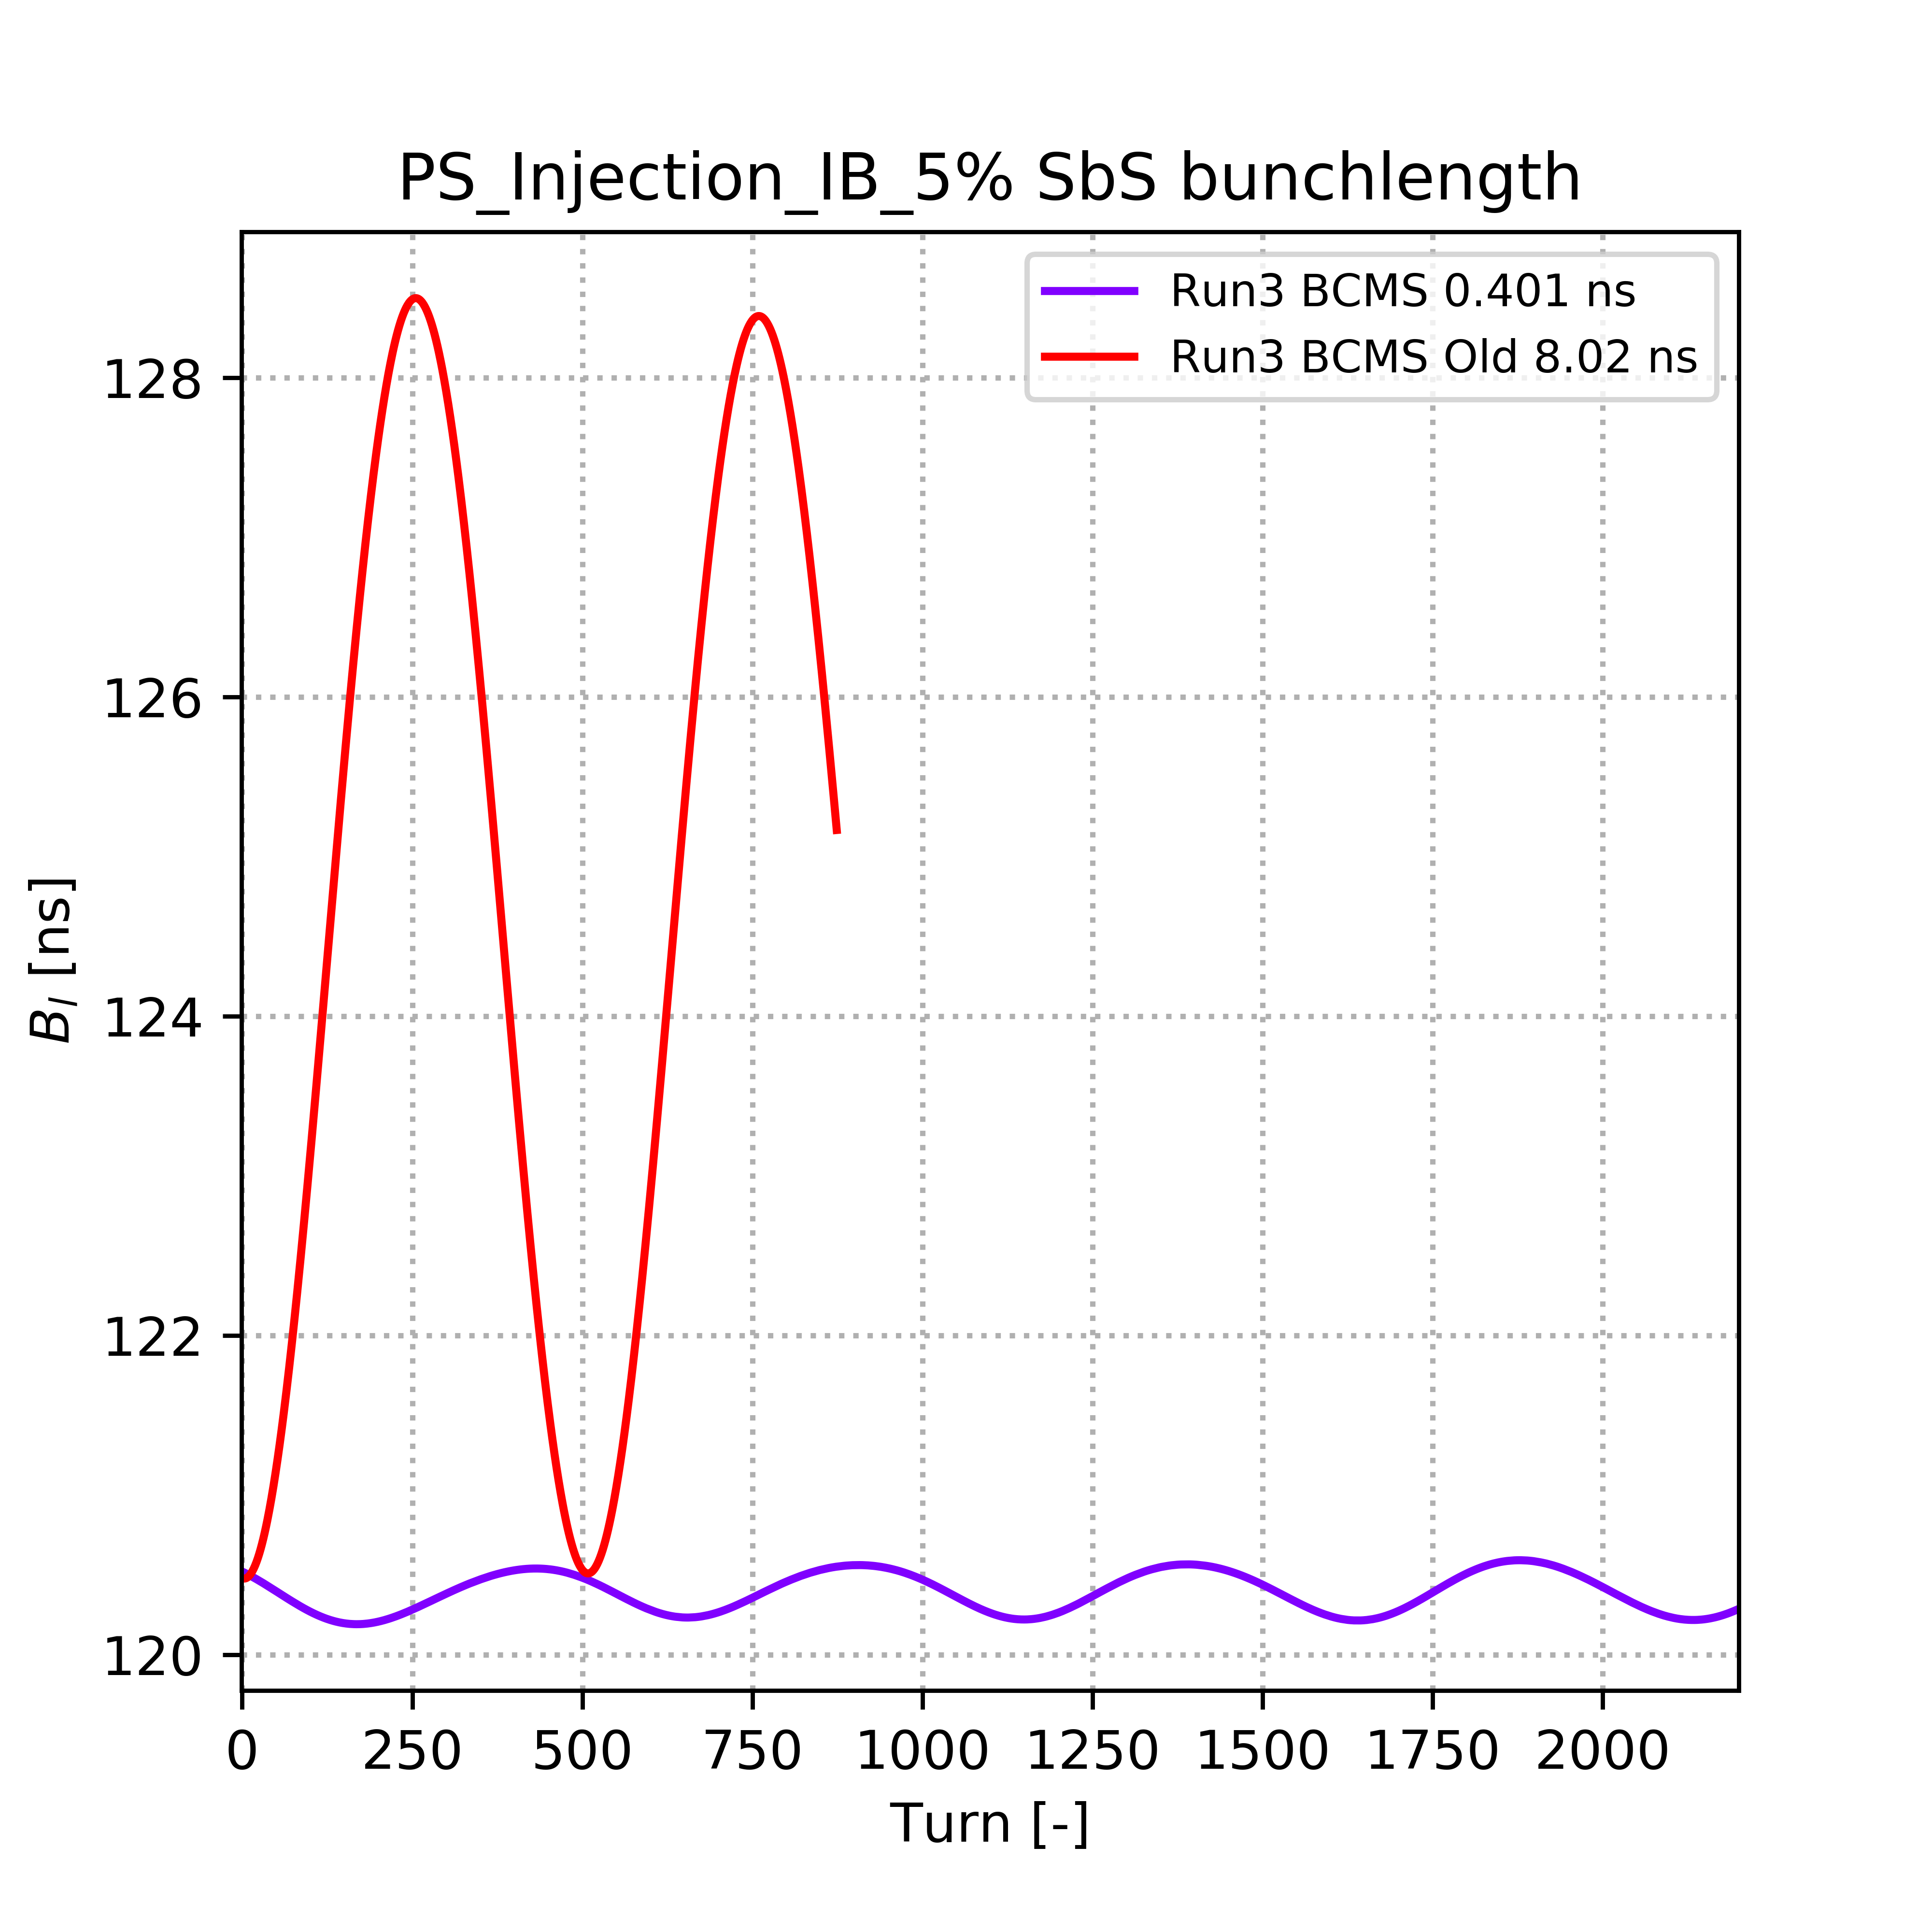 PS_Injection_IB_5% SbS bunchlength
Run3 BCMS 0.401 ns
Run3 BCMS Old 8.02 ns
B_l [ns]
128
126
124
122
120
0 250 500 750 1000 1250 1500 1750 2000
Turn [-]